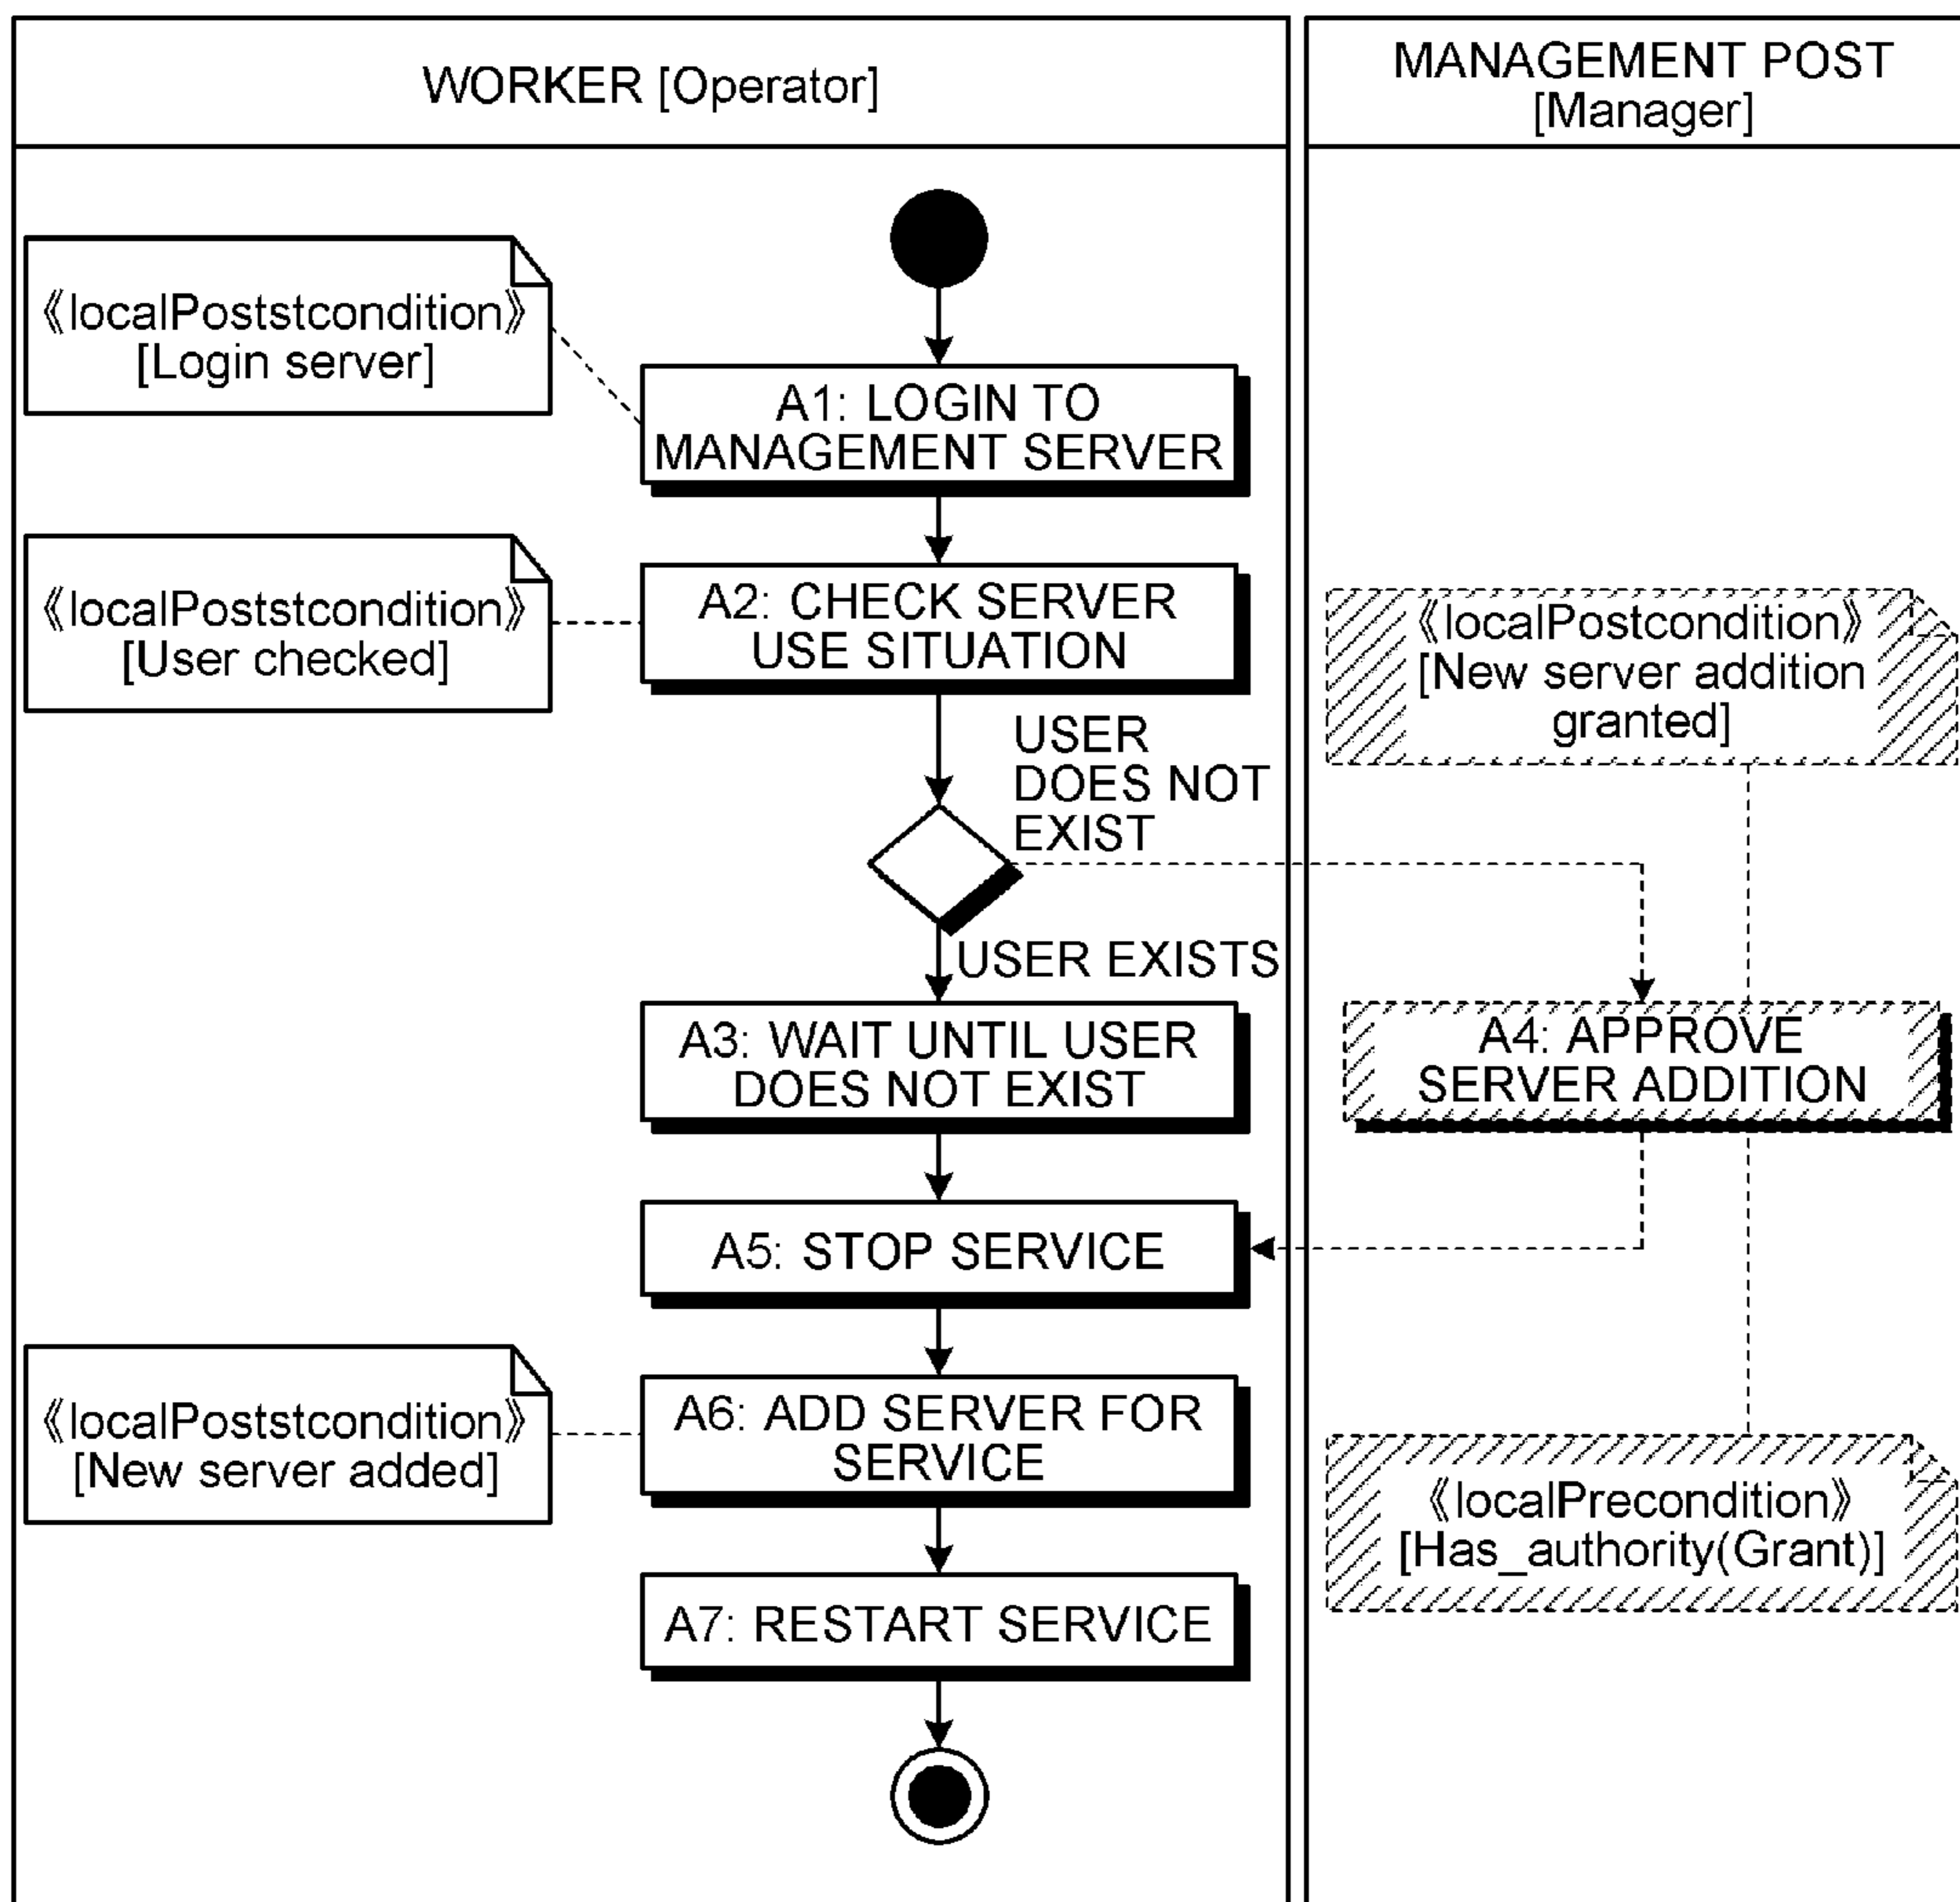 WORKER [Operator]
MANAGEMENT POST
[Manager]
《localPoststcondition》
[Login server]
A1: LOGIN TO
MANAGEMENT SERVER
《localPoststcondition》
[User checked]
A2: CHECK SERVER
USE SITUATION
《localPostcondition》
[New server addition
granted]
USER
DOES NOT
EXIST
USER EXISTS
A3: WAIT UNTIL USER
DOES NOT EXIST
A4: APPROVE
SERVER ADDITION
A5: STOP SERVICE
《localPoststcondition》
[New server added]
A6: ADD SERVER FOR
SERVICE
《localPrecondition》
[Has_authority(Grant)]
A7: RESTART SERVICE